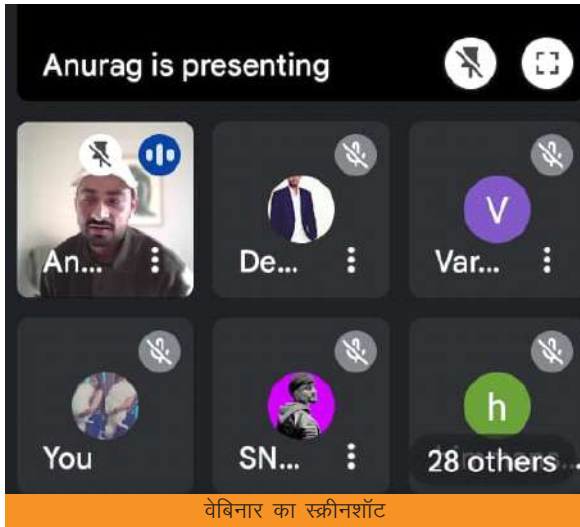 Anurag is presenting
An...
De...
V
Var...
You
SN...
h
28 others
वेबिनार का स्क्रीनशॉट